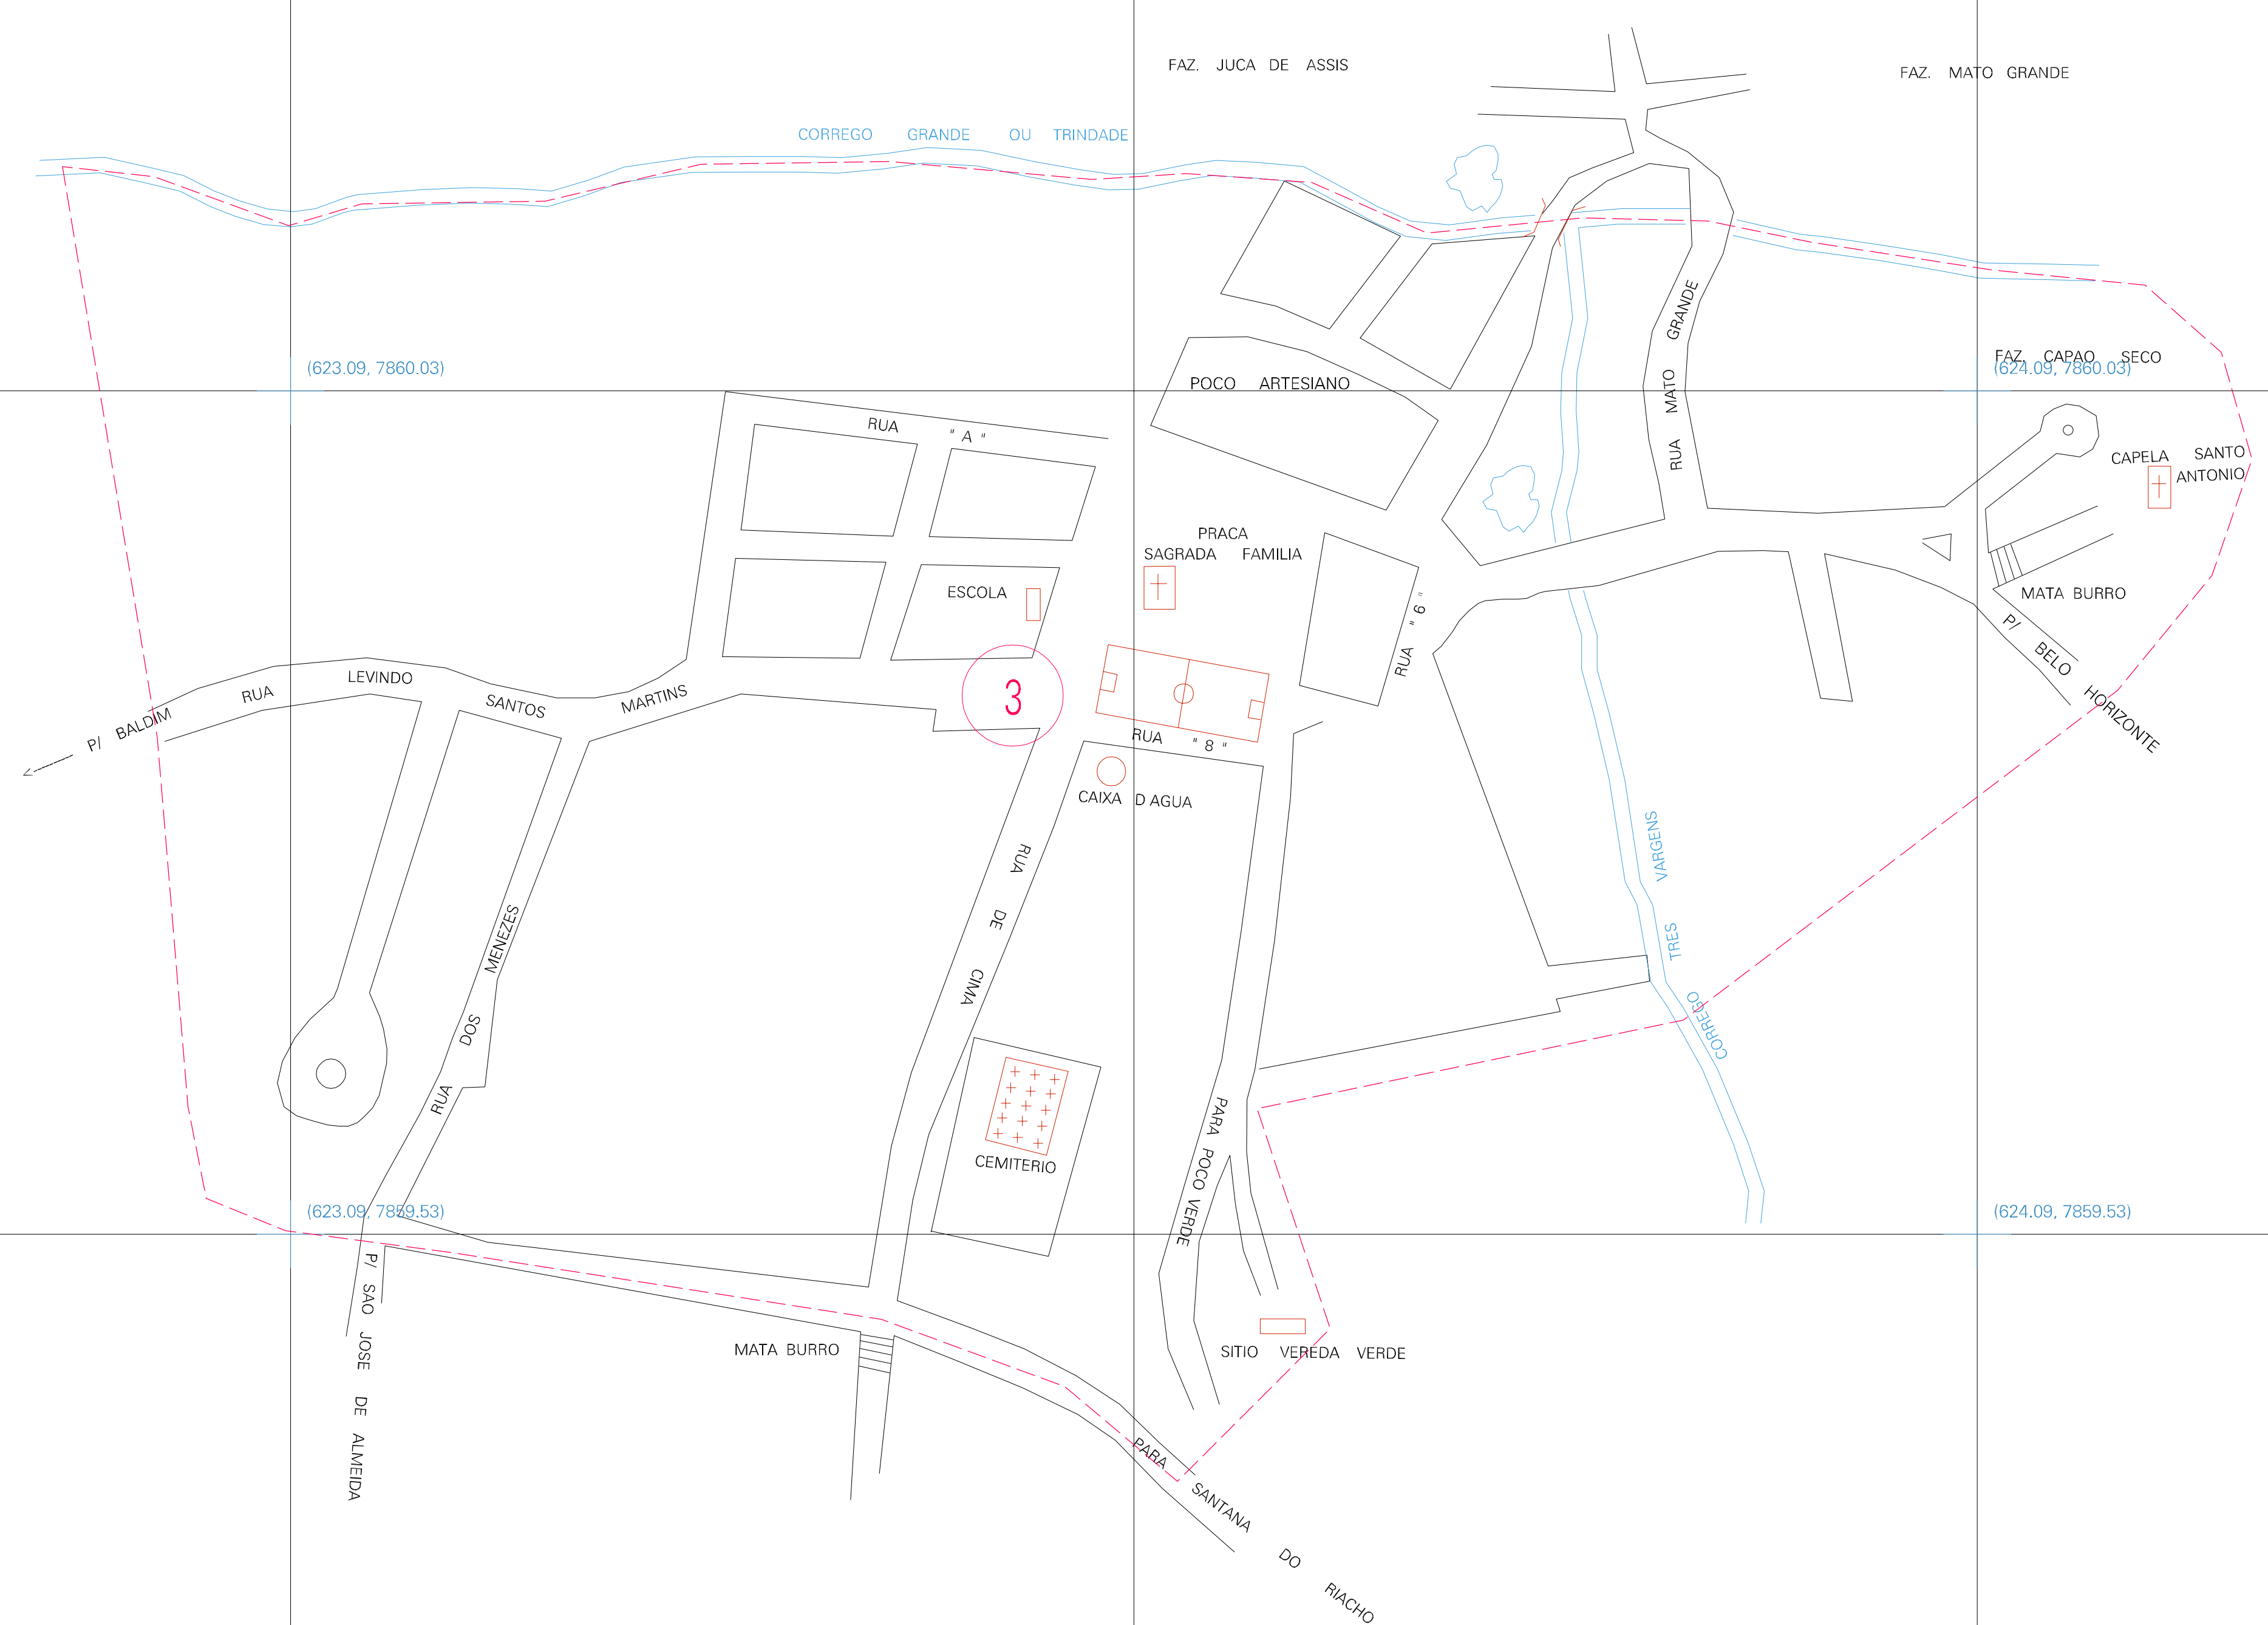 FAZ. JUCA DE ASSIS
FAZ. MATO GRANDE
CORREGO GRANDE OU TRINDADE
RUA MATO GRANDE
FAZ. CAPAO SECO
(623.09, 7860.03)
(624.09, 7860.03)
POCO ARTESIANO
RUA "A"
CAPELA SANTO
ANTONIO
PRACA
SAGRADA FAMILIA
ESCOLA
RUA "6"
MATA BURRO
P/ BELO HORIZONTE
RUA LEVINDO SANTOS MARTINS
3
P/ BALDIM
RUA "8"
CAIXA D AGUA
RUA DE CIMA
CORREGO TRES VARGENS
RUA DOS MENEZES
CEMITERIO
PARA POCO VERDE
(623.09, 7859.53)
(624.09, 7859.53)
P/ SAO JOSE DE ALMEIDA
MATA BURRO
SITIO VEREDA VERDE
PARA SANTANA DO RIACHO